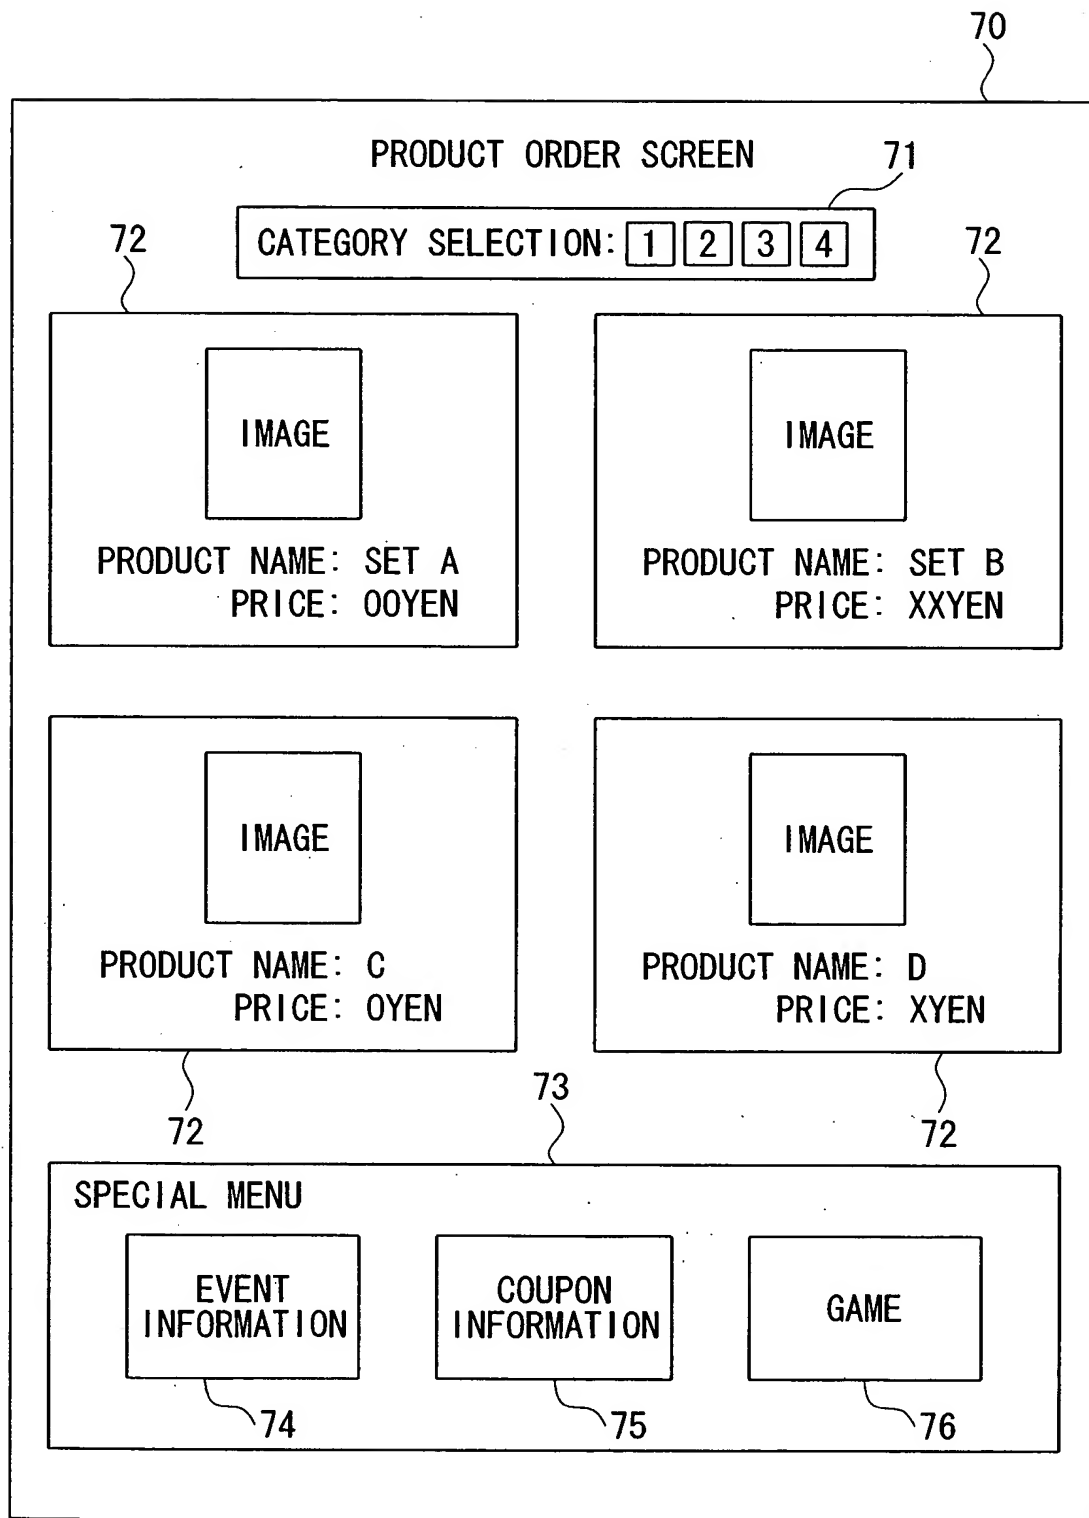 70
PRODUCT ORDER SCREEN
71
CATEGORY SELECTION: 1 2 3 4
72
72
IMAGE
IMAGE
PRODUCT NAME: SET A
PRICE: OOYEN
PRODUCT NAME: SET B
PRICE: XXYEN
IMAGE
IMAGE
PRODUCT NAME: C
PRICE: OYEN
PRODUCT NAME: D
PRICE: XYEN
72
73
72
SPECIAL MENU
EVENT
INFORMATION
COUPON
INFORMATION
GAME
74
75
76